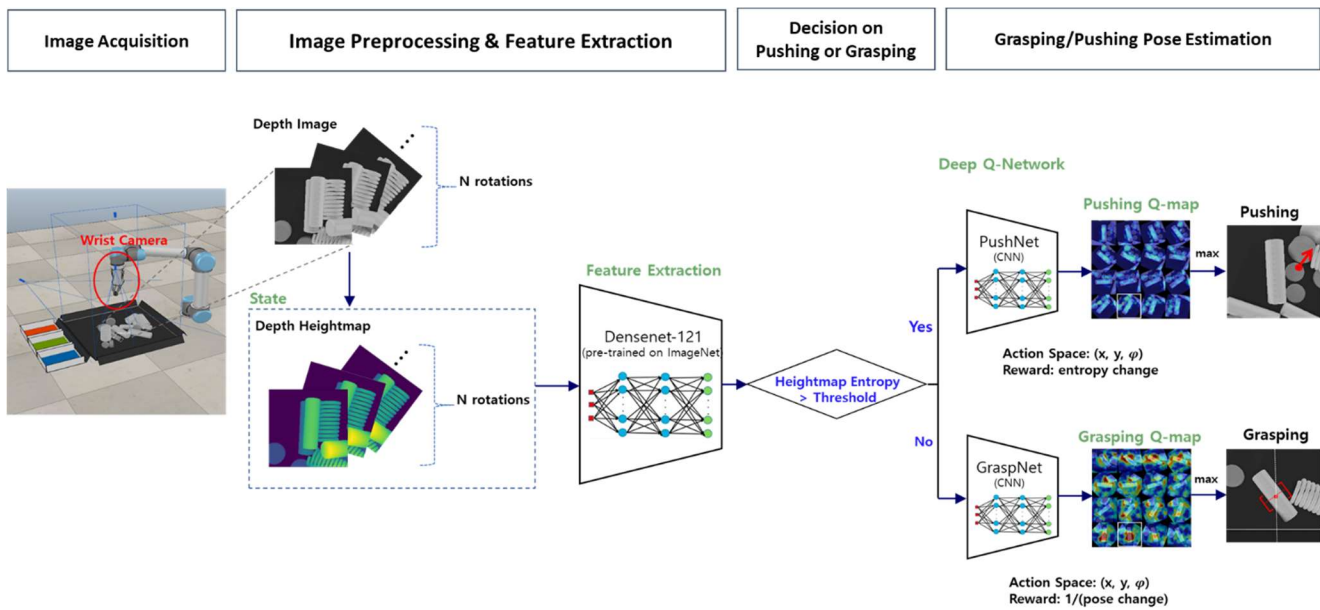 Image Acquisition
Image Preprocessing & Feature Extraction
Decision on
Pushing or Grasping
Grasping/Pushing Pose Estimation
Depth Image
N rotations
Wrist Camera
State
Depth Heightmap
N rotations
Feature Extraction
Densenet-121
(pre-trained on ImageNet)
Heightmap Entropy
> Threshold
Yes
No
Deep Q-Network
PushNet
(CNN)
Pushing Q-map
max
Pushing
Action Space: (x, y, φ)
Reward: entropy change
GraspNet
(CNN)
Grasping Q-map
max
Grasping
Action Space: (x, y, φ)
Reward: 1/(pose change)